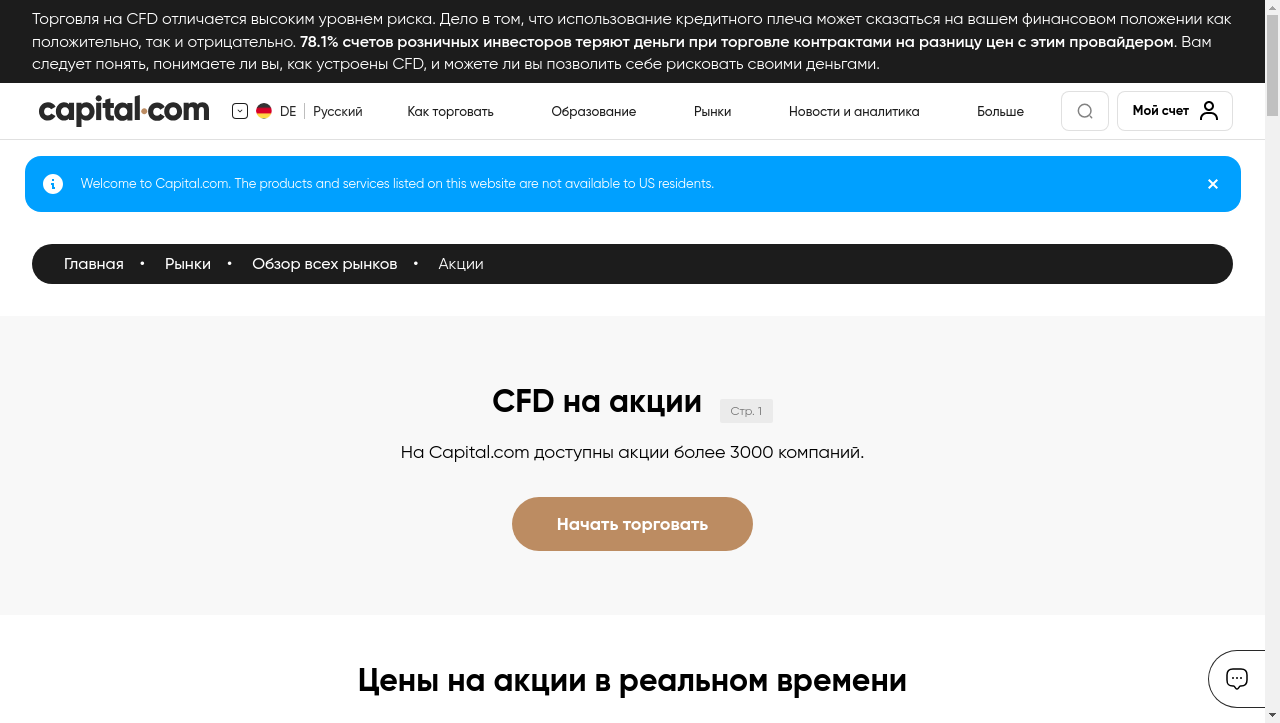 Торговля на CFD отличается высоким уровнем риска. Дело в том, что использование кредитного плеча может сказаться на вашем финансовом положении как
положительно, так и отрицательно. 78.1% счетов розничных инвесторов теряют деньги при торговле контрактами на разницу цен с этим провайдером. Вам
следует понять, понимаете ли вы, как устроены CFD, и можете ли вы позволить себе рисковать своими деньгами.
capital.com DE Русский Как торговать Образование Рынки Новости и аналитика Больше Мой счет
Welcome to Capital.com. The products and services listed on this website are not available to US residents.
Главная • Рынки • Обзор всех рынков • Акции
CFD на акции Стр. 1
На Capital.com доступны акции более 3000 компаний.
Начать торговать
Цены на акции в реальном времени